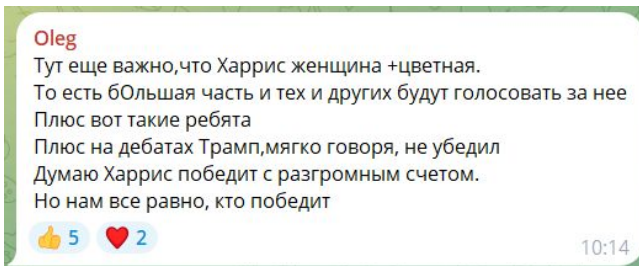 Oleg
Тут еще важно,что Харрис женщина +цветная.
То есть бОльшая часть и тех и других будут голосовать за нее
Плюс вот такие ребята
Плюс на дебатах Трамп,мягко говоря, не убедил
Думаю Харрис победит с разгромным счетом.
Но нам все равно, кто победит
👍 5 ❤️ 2
10:14